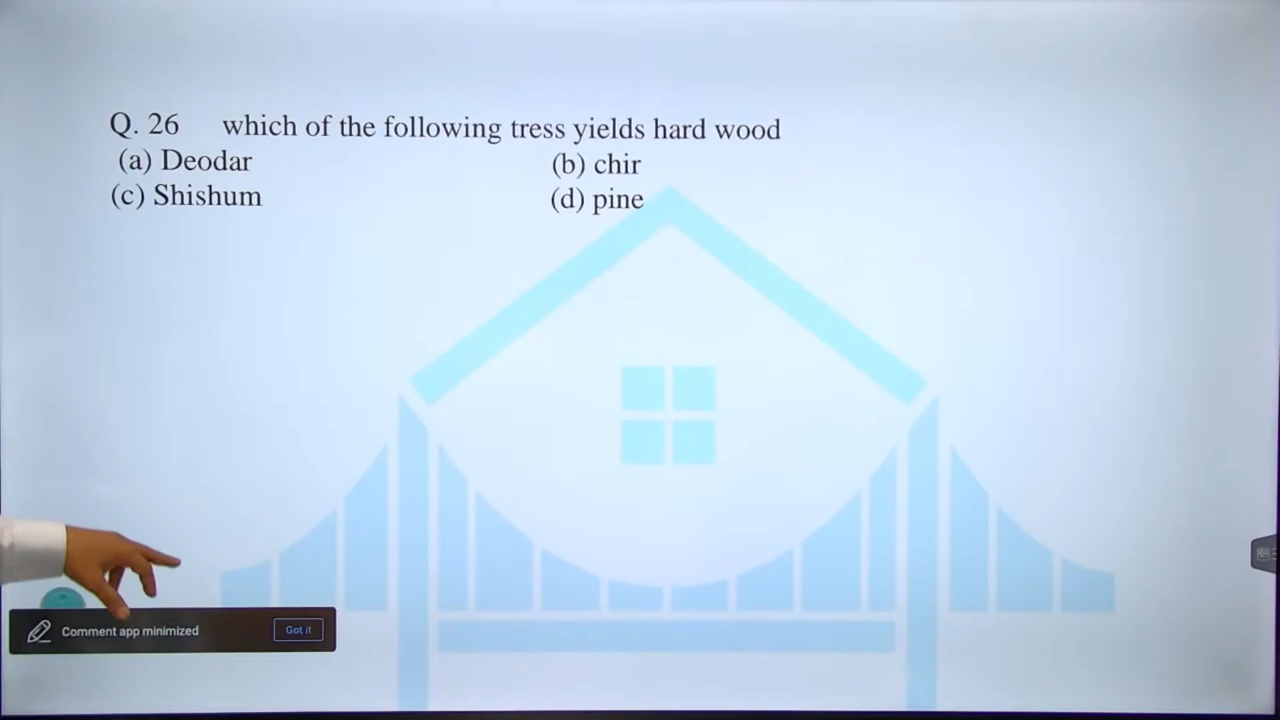 Q. 26 which of the following tress yields hard wood
(a) Deodar (b) chir
(c) Shishum (d) pine
Comment app minimized Got it